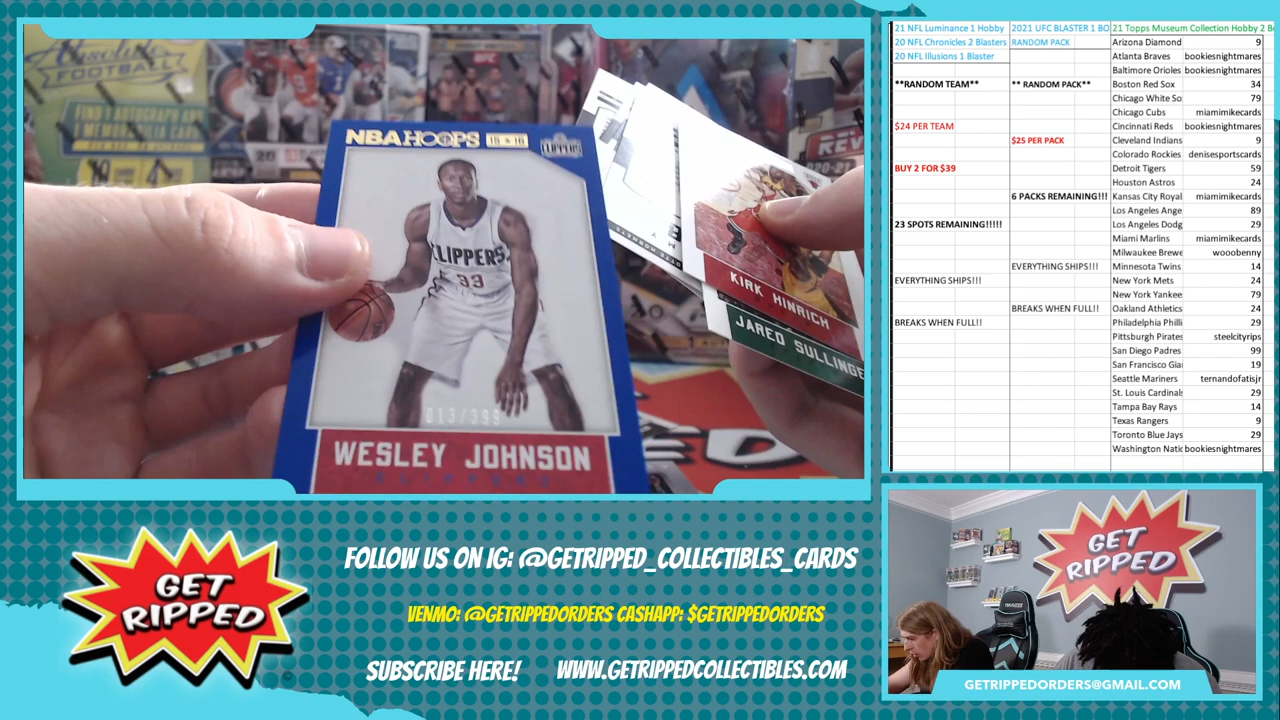 Absolute
FOOTBALL
NBA HOOPS 15★16
CLIPPERS
CLIPPERS
33
013/399
WESLEY JOHNSON
KIRK HINRICH
JARED SULLINGE
21 NFL Luminance 1 Hobby
20 NFL Chronicles 2 Blasters
20 NFL Illusions 1 Blaster
**RANDOM TEAM**
$24 PER TEAM
BUY 2 FOR $39
23 SPOTS REMAINING!!!!!
EVERYTHING SHIPS!!!
BREAKS WHEN FULL!!
2021 UFC BLASTER 1 BO
RANDOM PACK
** RANDOM PACK**
$25 PER PACK
6 PACKS REMAINING!!!
EVERYTHING SHIPS!!!
BREAKS WHEN FULL!!
21 Topps Museum Collection Hobby 2 B
Arizona Diamond 9
Atlanta Braves bookiesnightmares
Baltimore Orioles bookiesnightmares
Boston Red Sox 34
Chicago White So 79
Chicago Cubs miamimikecards
Cincinnati Reds bookiesnightmares
Cleveland Indians 9
Colorado Rockies denisesportscards
Detroit Tigers 59
Houston Astros 24
Kansas City Royal miamimikecards
Los Angeles Ange 89
Los Angeles Dodg 29
Miami Marlins miamimikecards
Milwaukee Brewe wooobenny
Minnesota Twins 14
New York Mets 24
New York Yankee 79
Oakland Athletics 24
Philadelphia Philli 29
Pittsburgh Pirates steelcityrips
San Diego Padres 99
San Francisco Gia 19
Seattle Mariners ternandofatisjr
St. Louis Cardinals 29
Tampa Bay Rays 14
Texas Rangers 9
Toronto Blue Jays 29
Washington Natic bookiesnightmares
GET
RIPPED
FOLLOW US ON IG: @GETRIPPED_COLLECTIBLES_CARDS
VENMO: @GETRIPPEDORDERS CASHAPP: $GETRIPPEDORDERS
SUBSCRIBE HERE!
WWW.GETRIPPEDCOLLECTIBLES.COM
GET
RIPPED
GETRIPPEDORDERS@GMAIL.COM